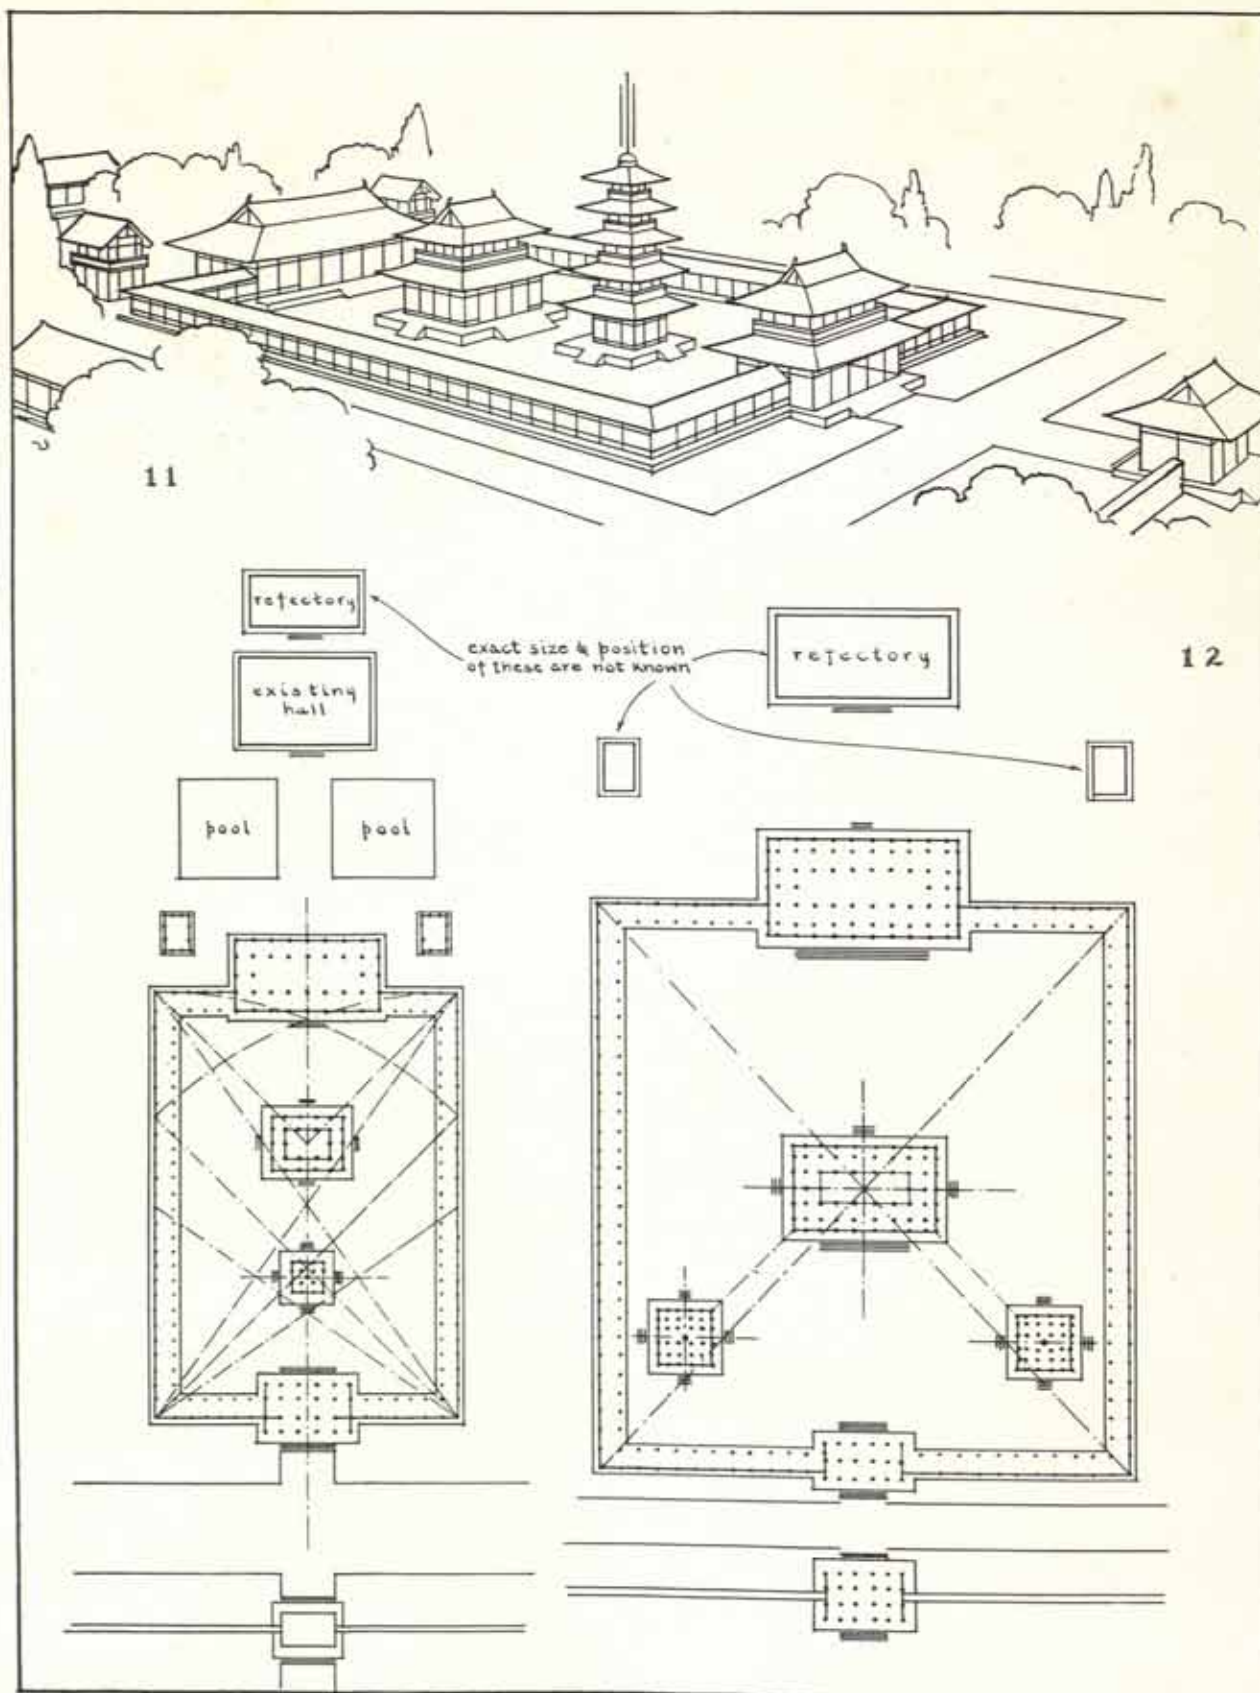 11
refectory
exact size & position
of these are not known
refectory
12
existing
hall
pool
pool